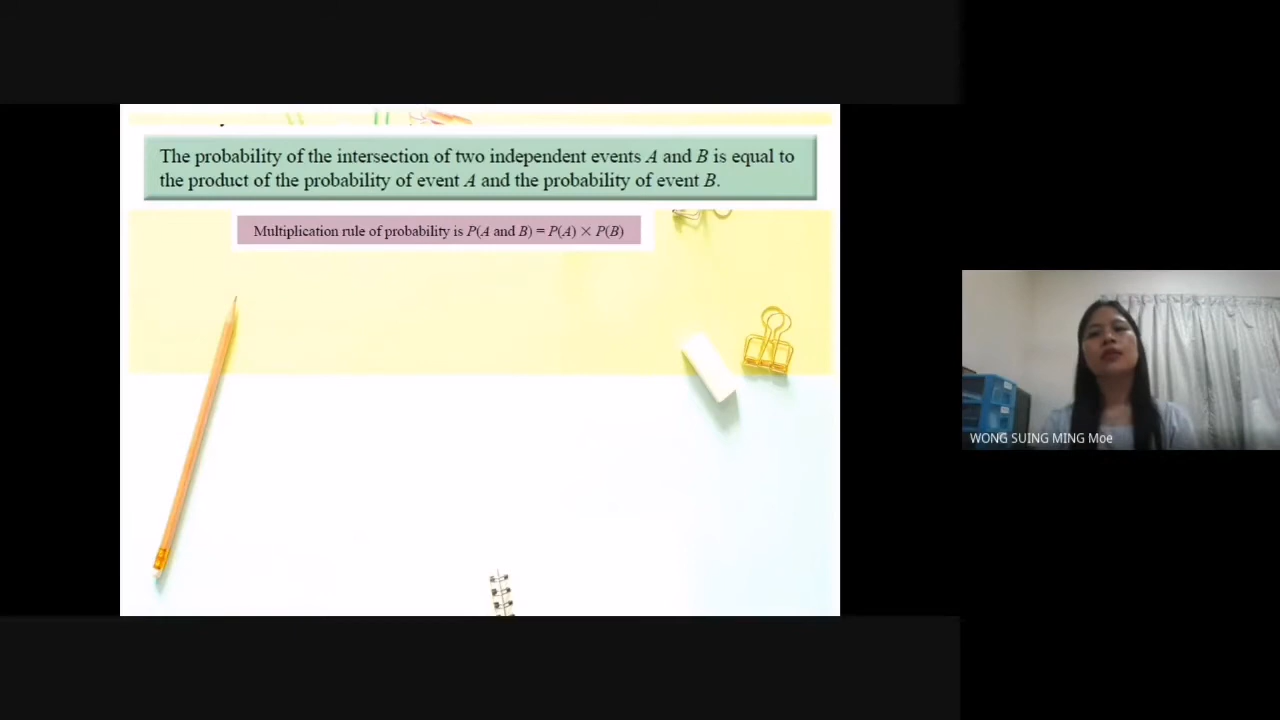 The probability of the intersection of two independent events A and B is equal to
the product of the probability of event A and the probability of event B.
Multiplication rule of probability is P(A and B) = P(A) × P(B)
WONG SUING MING Moe